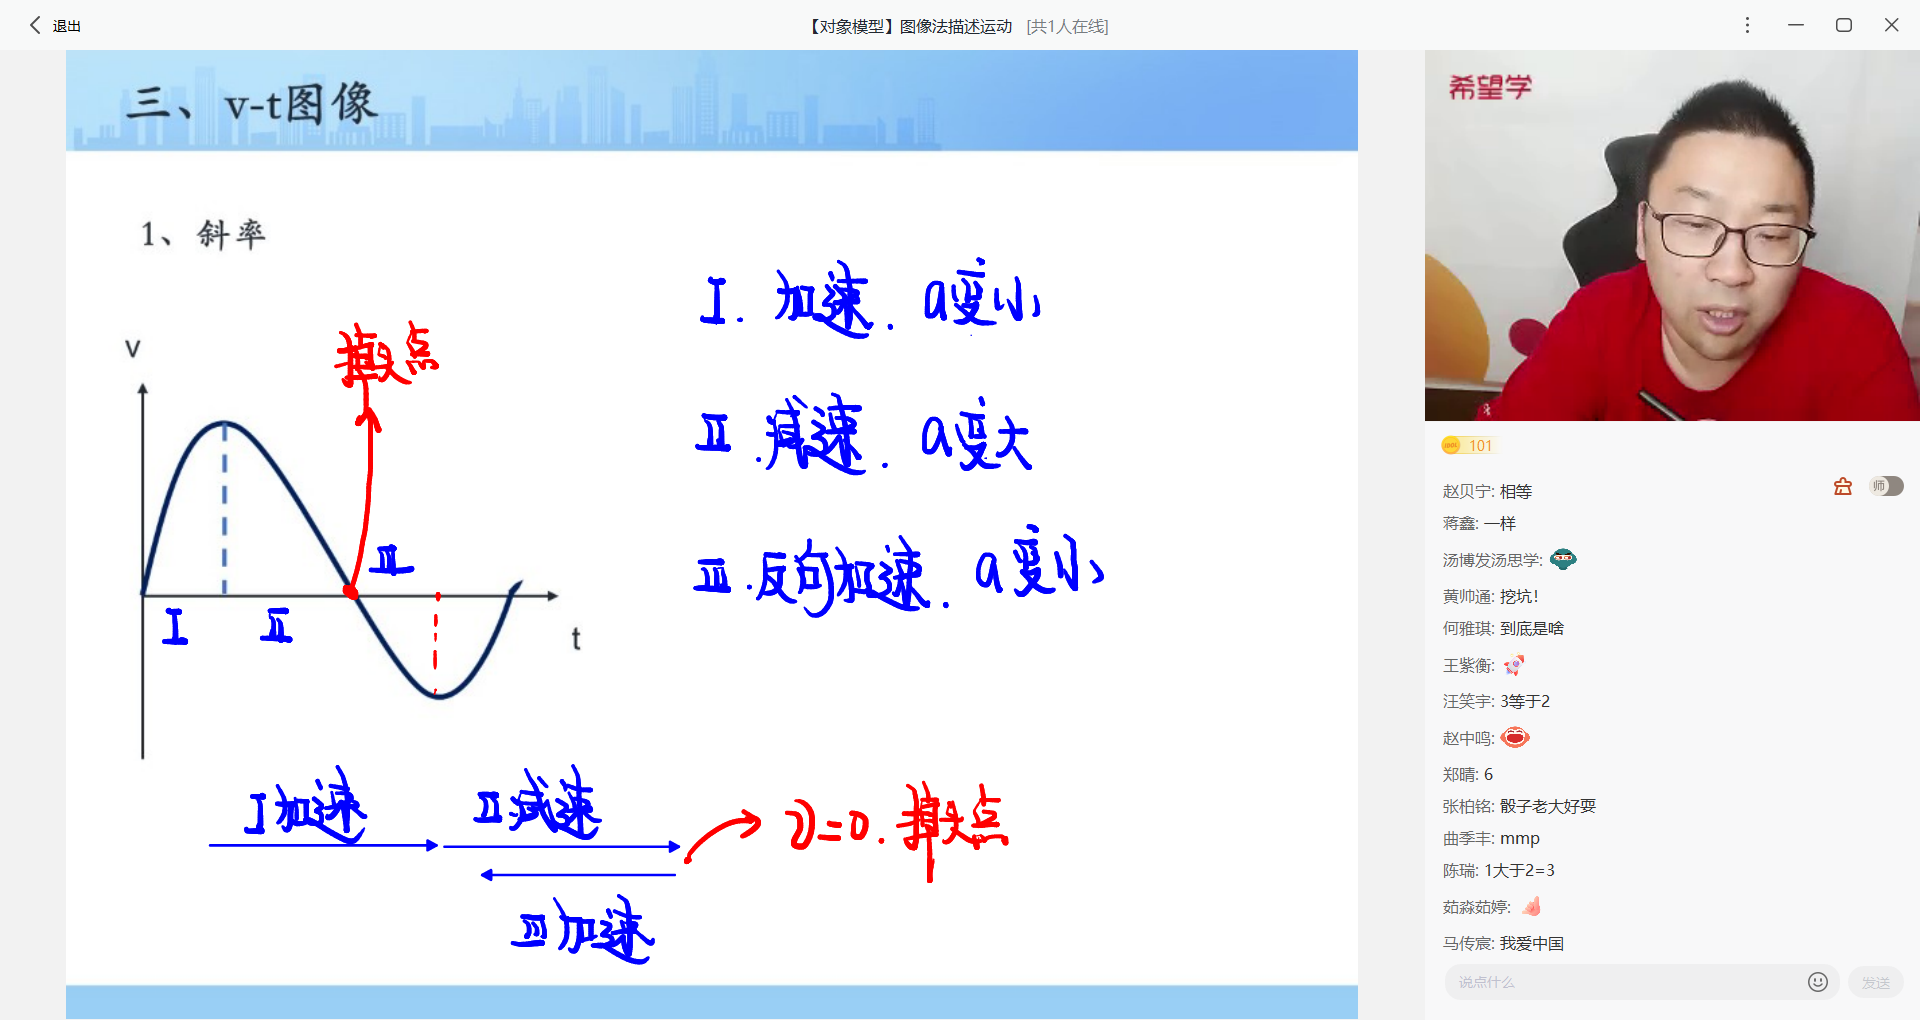 退出
【对象模型】图像法描述运动 [共1人在线]
三、v-t图像
1、斜率
v
掉头点
Ⅲ
Ⅰ
Ⅱ
t
Ⅰ. 加速. a变小
Ⅱ. 减速. a变大
Ⅲ. 反向加速. a变小
Ⅰ加速
Ⅱ减速
v=0. 掉头点
Ⅲ加速
希望学
101
师
赵贝宁: 相等
蒋鑫: 一样
汤博发汤思学:
黄帅通: 挖坑!
何雅琪: 到底是啥
王紫衡:
汪笑宇: 3等于2
赵中鸣:
郑晴: 6
张柏铭: 骰子老大好耍
曲季丰: mmp
陈瑞: 1大于2=3
茹淼茹婷:
马传宸: 我爱中国
说点什么
发送